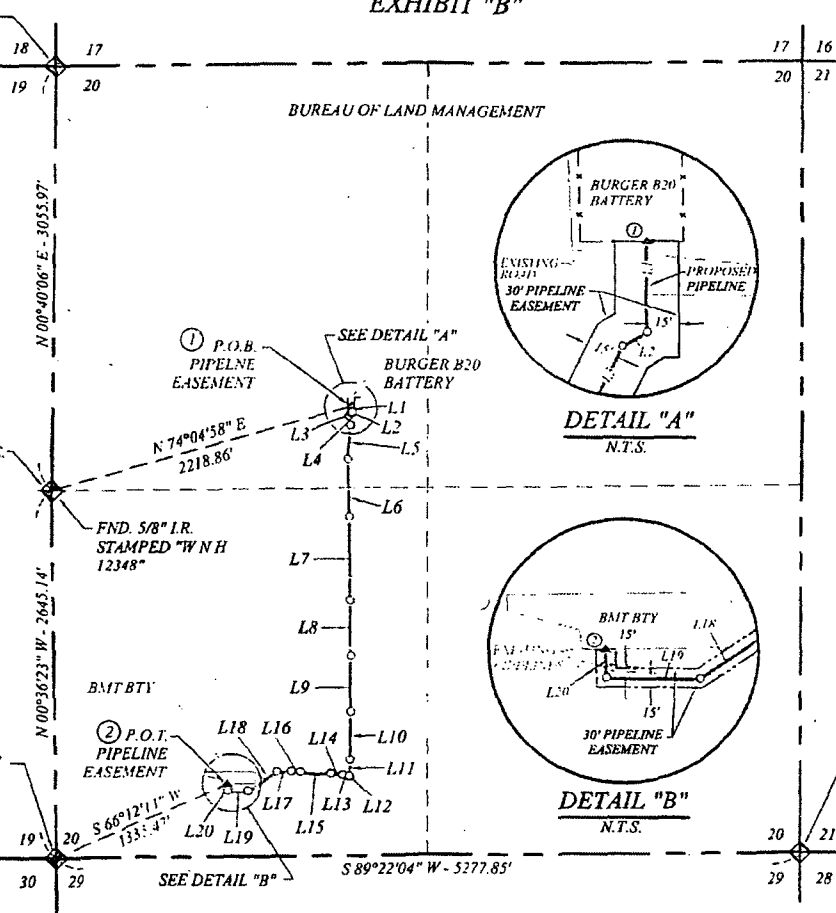 EXHIBIT "B"
18
17
17
16
19
20
20
21
BUREAU OF LAND MANAGEMENT
N 00°40'06" E - 3055.97'
BURGER B20
BATTERY
1
EXISTING
ROAD
PROPOSED
PIPELINE
30' PIPELINE
EASEMENT
15'
15'
L2
DETAIL "A"
N.T.S.
SEE DETAIL "A"
1 P.O.B.
PIPELNE
EASEMENT
BURGER B20
BATTERY
L1
L2
L3
L4
L5
N 74°04'58" E
2218.86'
L6
FND. 5/8" I.R.
STAMPED "W N H
12348"
L7
L8
L9
N 00°36'23" W - 2645.14'
BMT BTY
2 P.O.T.
PIPELINE
EASEMENT
L18
L16
L14
L10
L11
L12
L13
L15
L17
L19
L20
S 66°12'11" W
SEE DETAIL "B"
S 89°22'04" W - 5277.85'
BMT BTY
2
15'
L18
L19
L20
15'
30' PIPELINE
EASEMENT
DETAIL "B"
N.T.S.
19
20
20
21
30
29
29
28